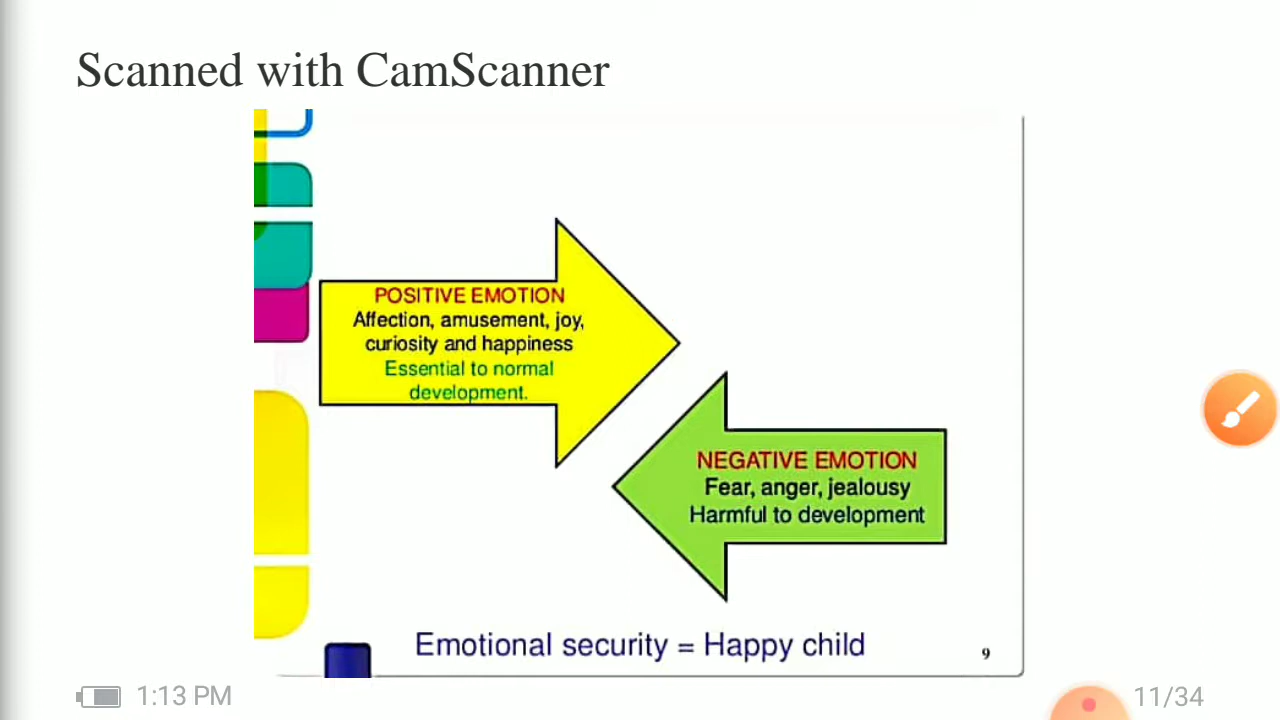 Scanned with CamScanner
POSITIVE EMOTION
Affection, amusement, joy,
curiosity and happiness
Essential to normal
development.
NEGATIVE EMOTION
Fear, anger, jealousy
Harmful to development
Emotional security = Happy child
9
1:13 PM
11/34